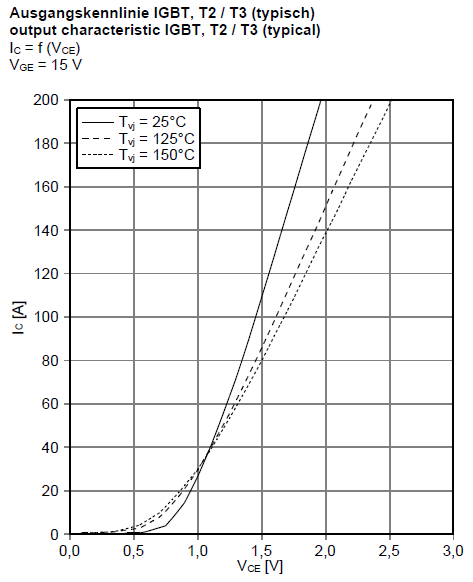 Ausgangskennlinie IGBT, T2 / T3 (typisch)
output characteristic IGBT, T2 / T3 (typical)
IC = f (VCE)
VGE = 15 V
Tvj = 25°C
Tvj = 125°C
Tvj = 150°C
200
180
160
140
120
100
80
60
40
20
0
IC [A]
0,0 0,5 1,0 1,5 2,0 2,5 3,0
VCE [V]